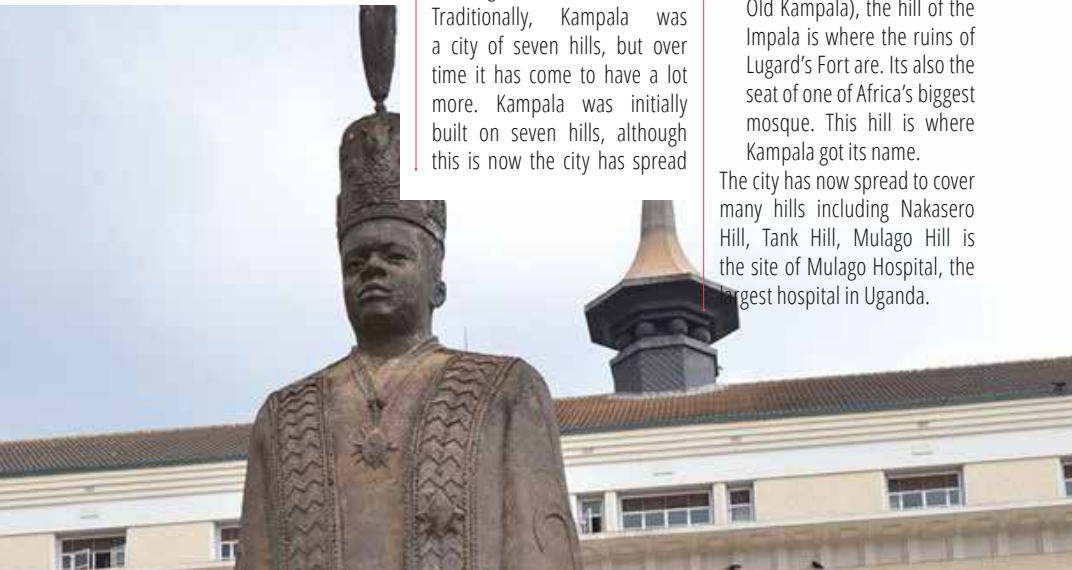 Traditionally, Kampala was
a city of seven hills, but over
time it has come to have a lot
more. Kampala was initially
built on seven hills, although
this is now the city has spread
Old Kampala), the hill of the
Impala is where the ruins of
Lugard’s Fort are. Its also the
seat of one of Africa’s biggest
mosque. This hill is where
Kampala got its name.
The city has now spread to cover
many hills including Nakasero
Hill, Tank Hill, Mulago Hill is
the site of Mulago Hospital, the
largest hospital in Uganda.